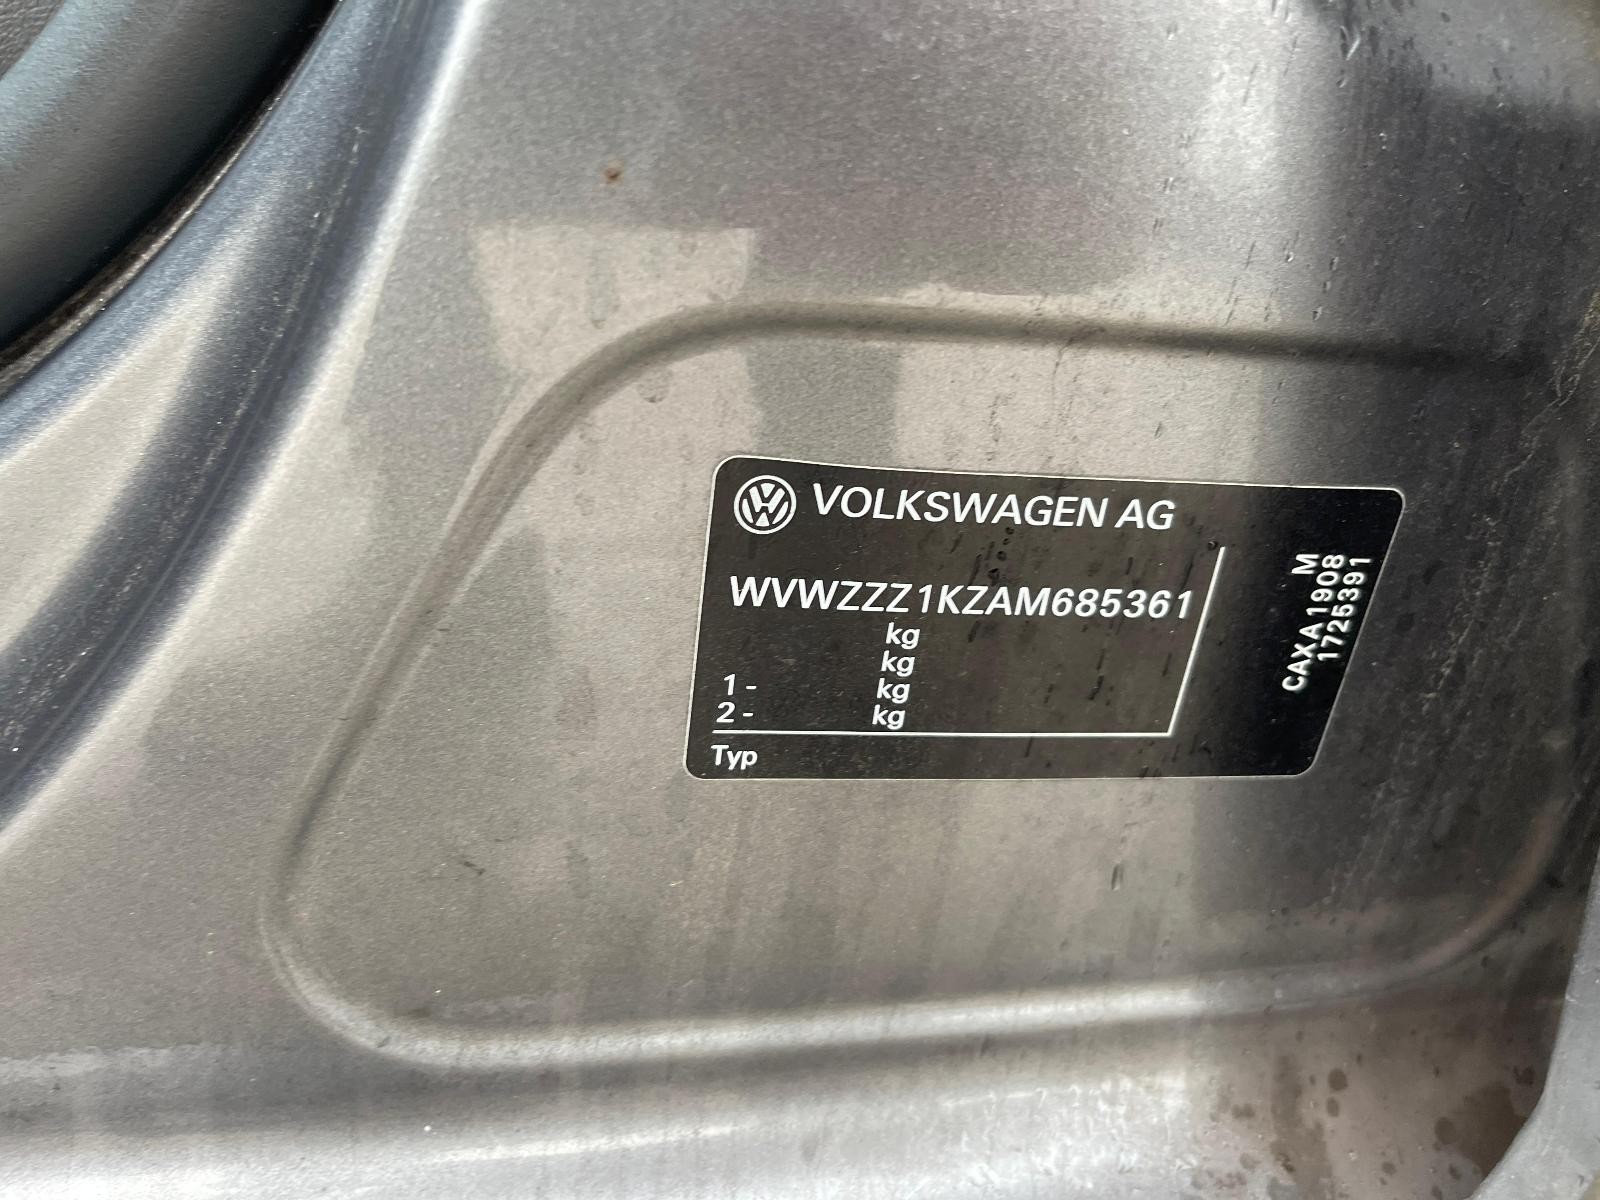 VOLKSWAGEN AG
WVWZZZ1KZAM685361
kg
kg
1- kg
2- kg
Typ
M
CAXA1908
1725391